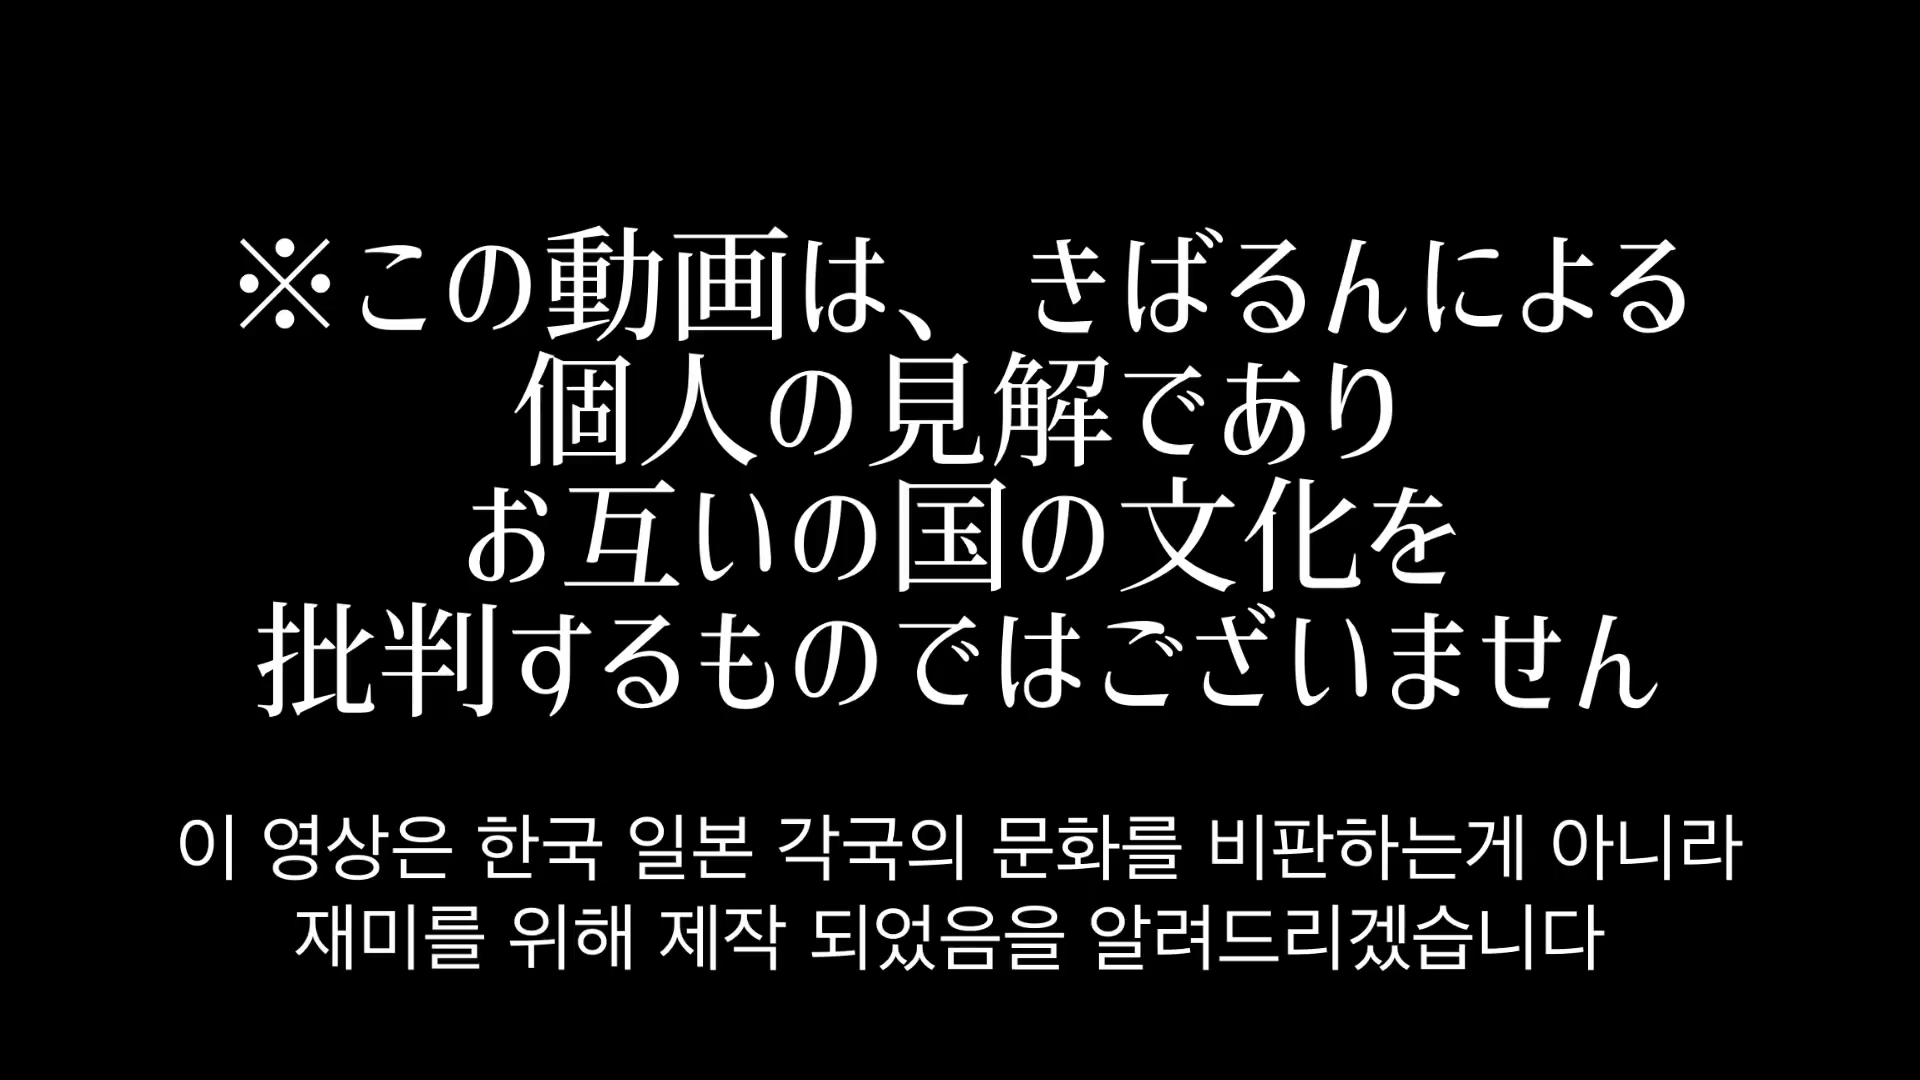 ※この動画は、きばるんによる
個人の見解であり
お互いの国の文化を
批判するものではございません
이 영상은 한국 일본 각국의 문화를 비판하는게 아니라
재미를 위해 제작 되었음을 알려드리겠습니다